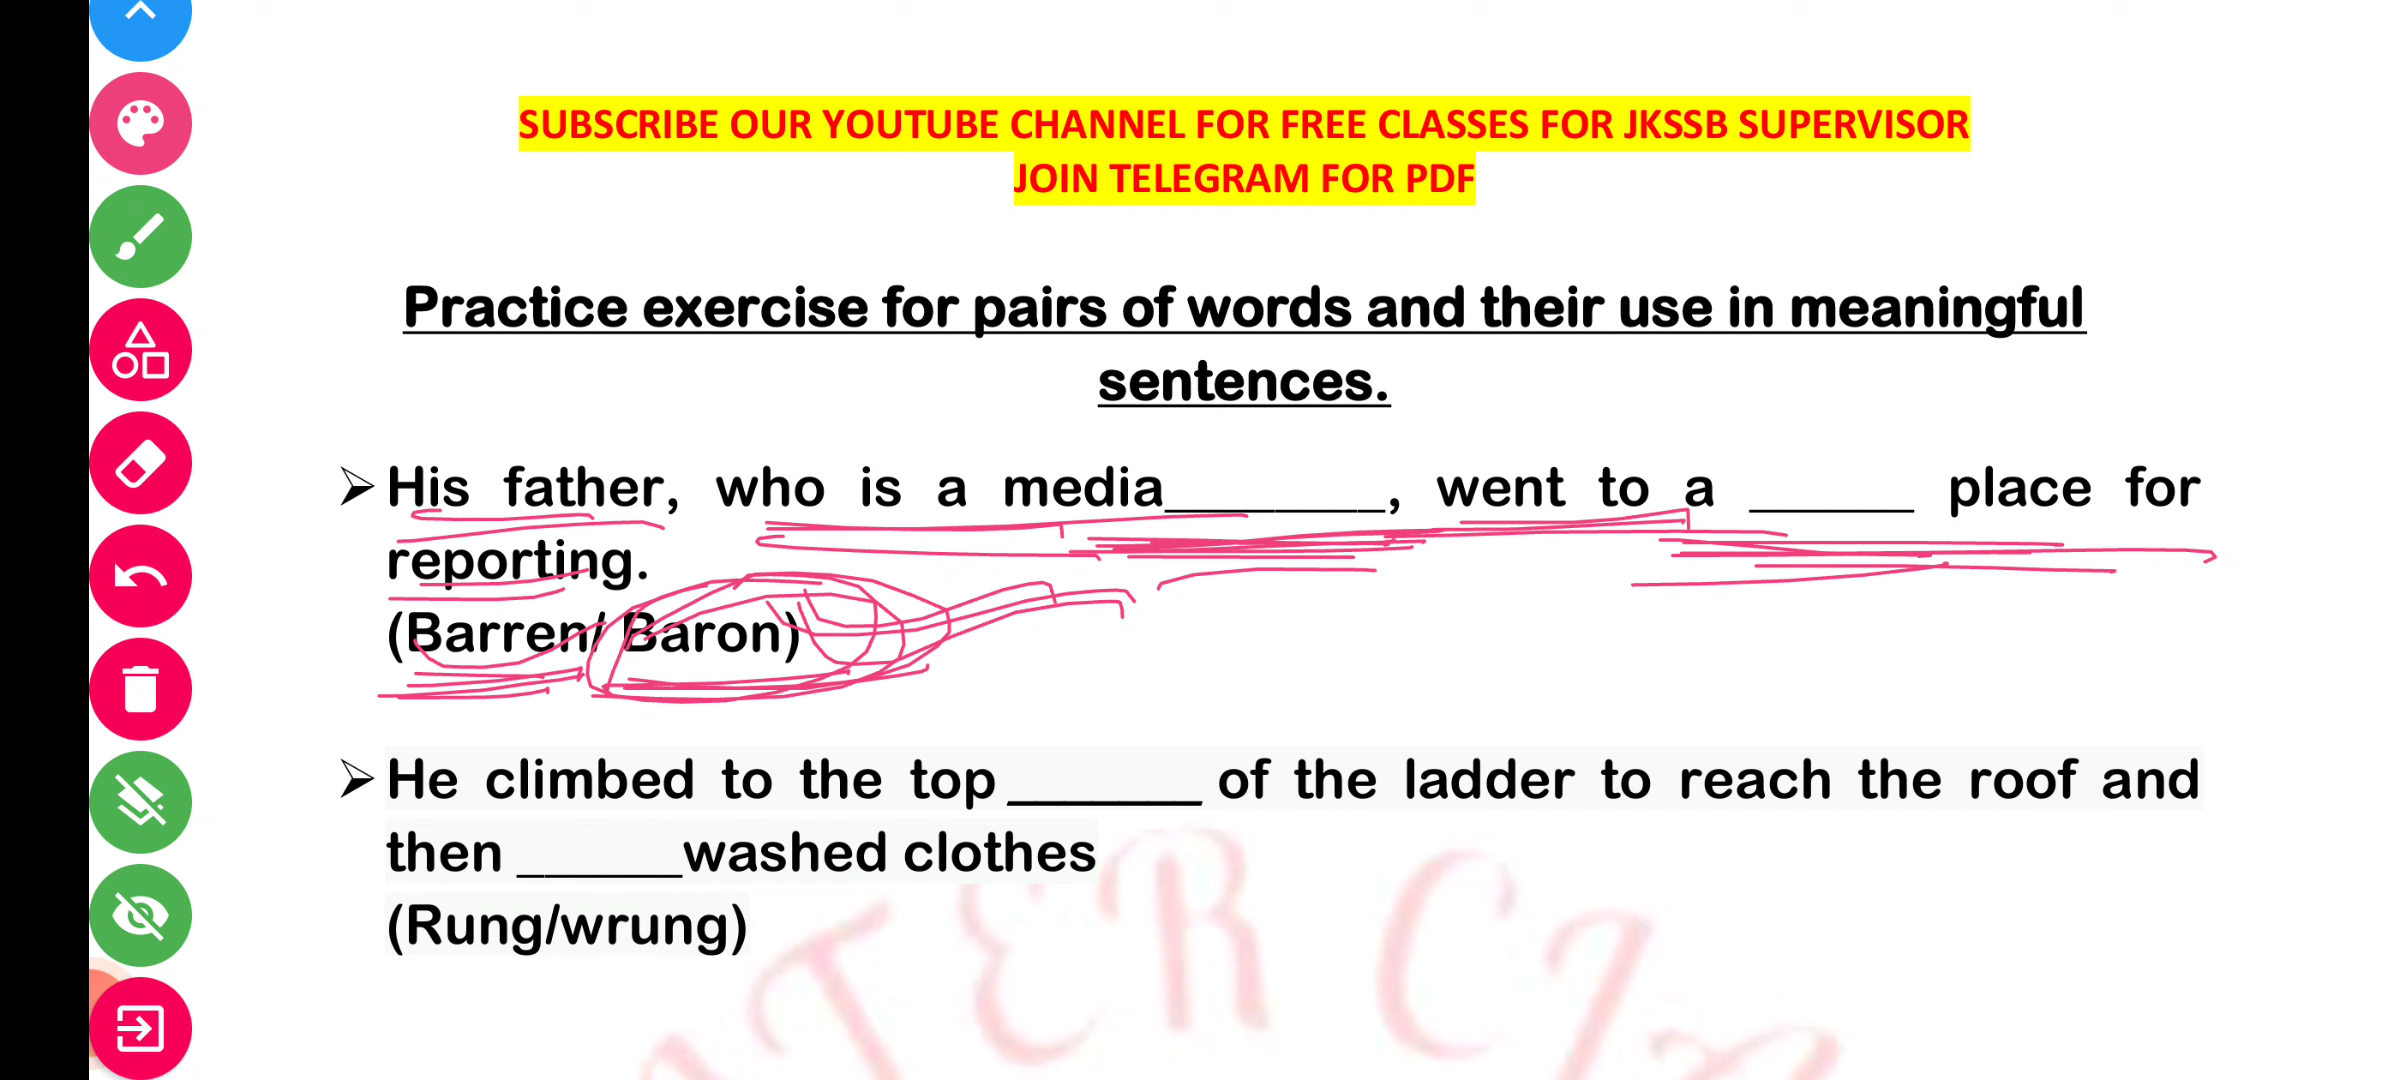 SUBSCRIBE OUR YOUTUBE CHANNEL FOR FREE CLASSES FOR JKSSB SUPERVISOR
JOIN TELEGRAM FOR PDF
Practice exercise for pairs of words and their use in meaningful
sentences.
➢ His father, who is a media________, went to a ______ place for
reporting.
(Barren/ Baron)
➢ He climbed to the top _______ of the ladder to reach the roof and
then ______washed clothes
(Rung/wrung)